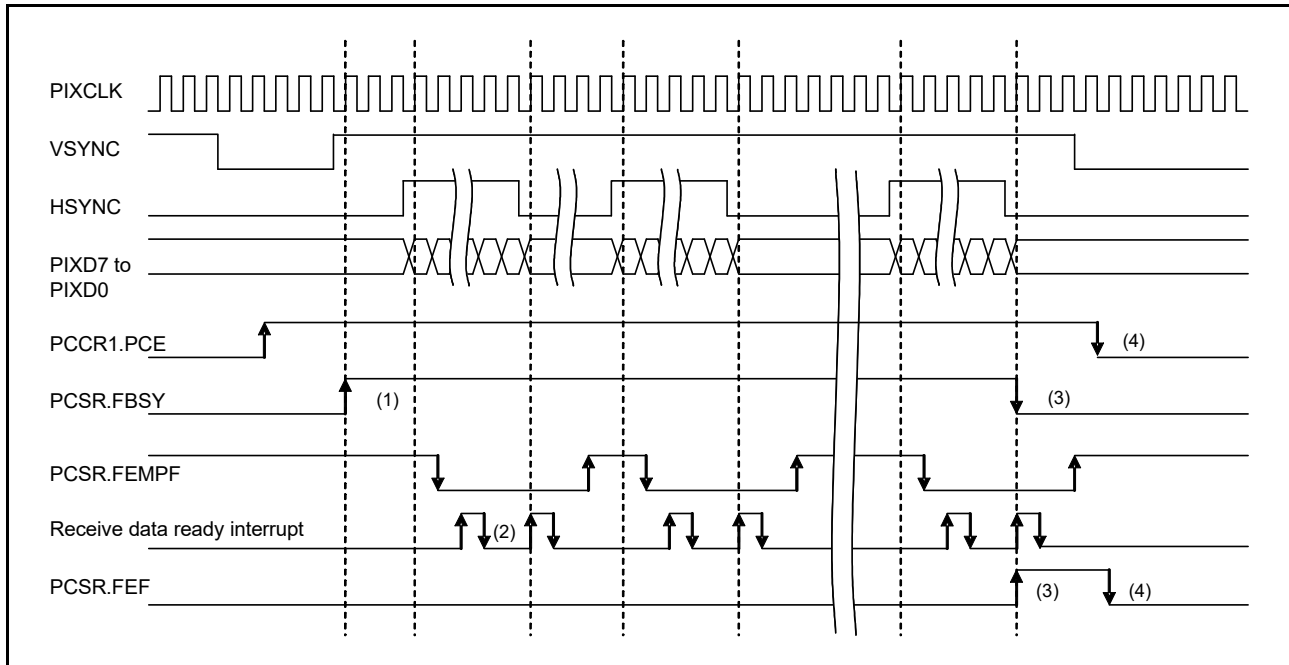 PIXCLK
VSYNC
HSYNC
PIXD7 to
PIXD0
PCCR1.PCE
(4)
PCSR.FBSY
(1)
(3)
PCSR.FEMPF
Receive data ready interrupt
(2)
PCSR.FEF
(3)
(4)